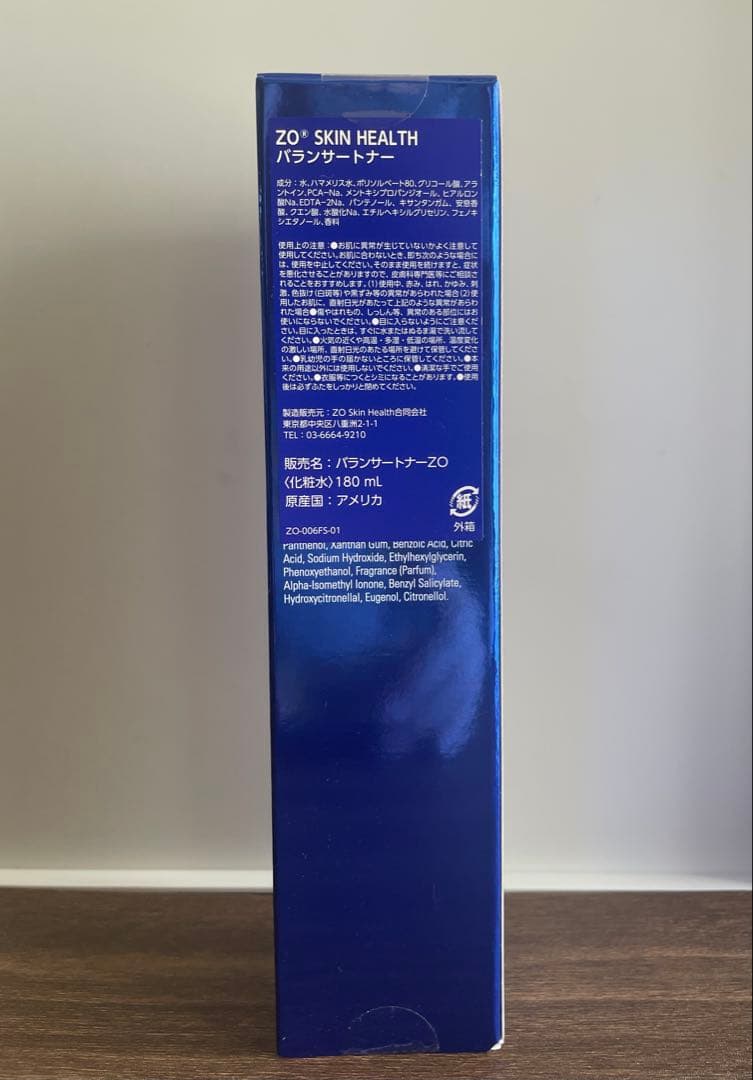 ZO® SKIN HEALTH
バランサートナー
成分：水、ハマメリス水、ポリソルベート80、グリコール酸、アラ
ントイン、PCA-Na、メントキシプロパンジオール、ヒアルロン
酸Na、EDTA-2Na、パンテノール、キサンタンガム、安息香
酸、クエン酸、水酸化Na、エチルヘキシルグリセリン、フェノキ
シエタノール、香料
使用上の注意：●お肌に異常が生じていないかよく注意して
使用してください。お肌に合わないとき、即ち次のような場合に
は、使用を中止してください。そのまま使用を続けますと、症状
を悪化させることがありますので、皮膚科専門医等にご相談さ
れることをおすすめします。(1)使用中、赤み、はれ、かゆみ、刺
激、色抜け(白斑等)や黒ずみ等の異常があらわれた場合(2)使
用したお肌に、直射日光があたって上記のような異常があらわ
れた場合●傷やはれもの、しっしん等、異常のある部位にはお
使いにならないでください。●目に入らないようにご注意くださ
い。目に入ったときは、すぐに水またはぬるま湯で洗い流して
ください。●火気の近くや高温・多湿・低温の場所、温度変化
の激しい場所、直射日光のあたる場所を避けて保管してくださ
い。●乳幼児の手の届かないところに保管してください。●本
来の用途以外には使用しないでください。●清潔な手でご使用
ください。●衣服等につくとシミになることがあります。●使用
後は必ずふたをしっかりと閉めてください。
製造販売元：ZO Skin Health合同会社
東京都中央区八重洲2-1-1
TEL：03-6664-9210
販売名：バランサートナーZO
〈化粧水〉180 mL
原産国：アメリカ
紙
外箱
ZO-006FS-01
Panthenol, Xanthan Gum, Benzoic Acid, Citric
Acid, Sodium Hydroxide, Ethylhexylglycerin,
Phenoxyethanol, Fragrance (Parfum),
Alpha-Isomethyl Ionone, Benzyl Salicylate,
Hydroxycitronellal, Eugenol, Citronellol.